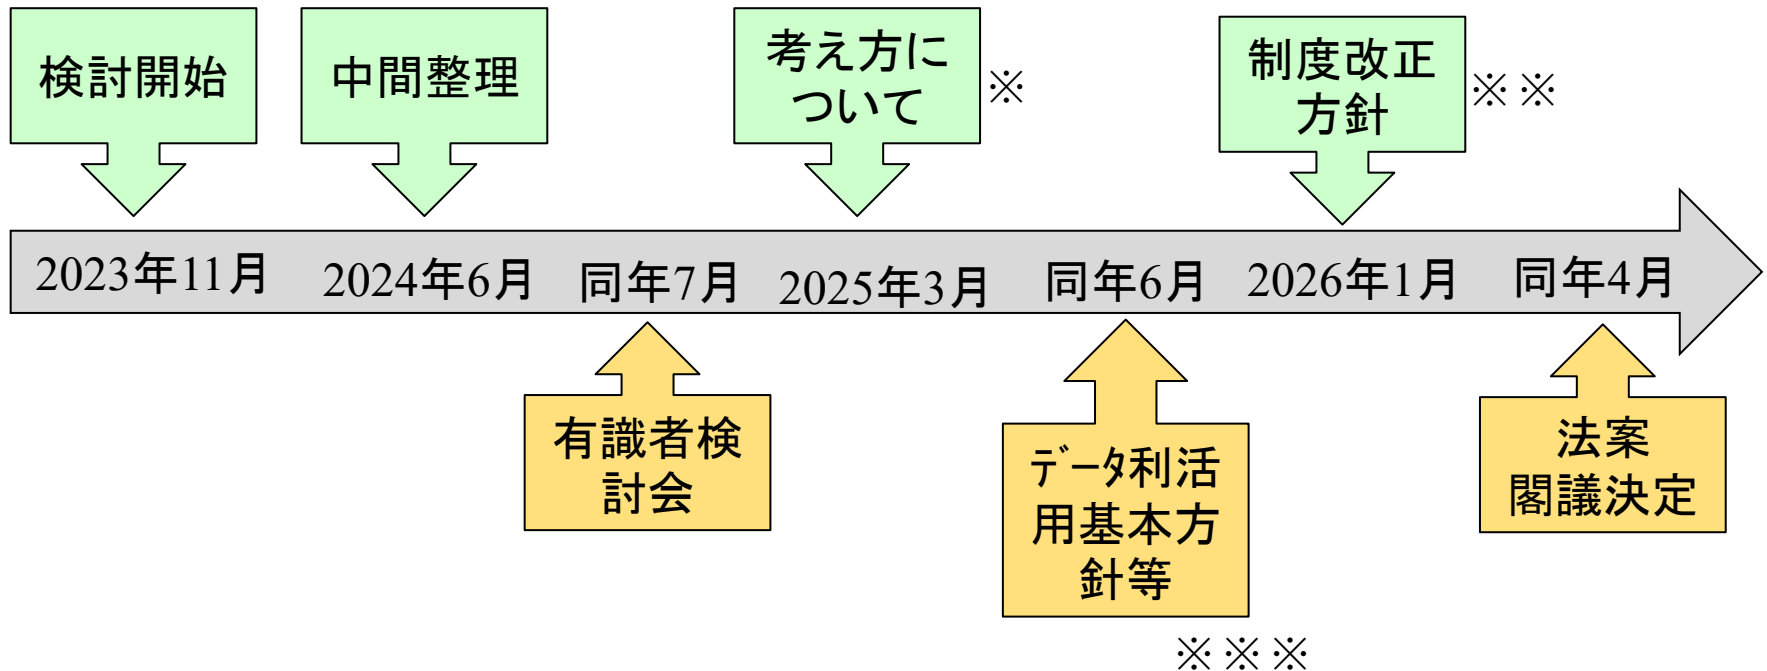 検討開始
中間整理
考え方に
ついて
※
制度改正
方針
※※
2023年11月
2024年6月
同年7月
2025年3月
同年6月
2026年1月
同年4月
有識者検
討会
データ利活
用基本方
針等
※※※
法案
閣議決定